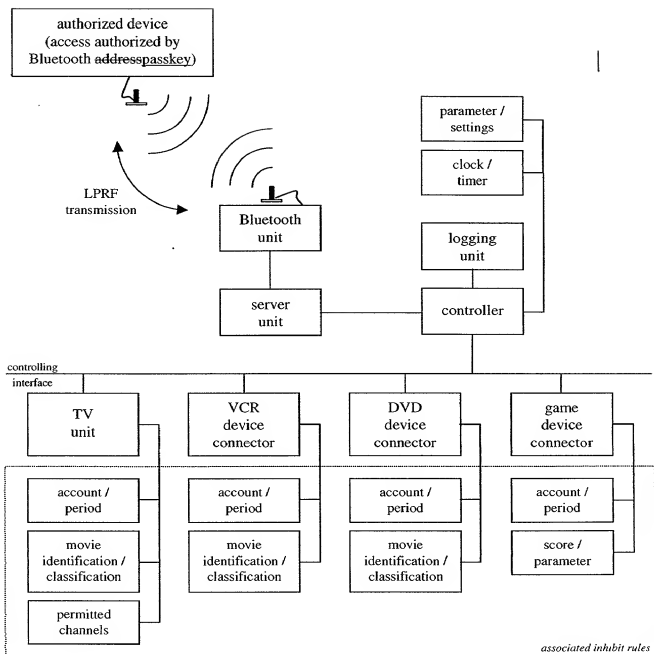 authorized device
(access authorized by
Bluetooth addresspasskey)
LPRF
transmission
Bluetooth
unit
server
unit
parameter /
settings
clock /
timer
logging
unit
controller
controlling
interface
TV
unit
VCR
device
connector
DVD
device
connector
game
device
connector
account /
period
account /
period
account /
period
account /
period
movie
identification /
classification
movie
identification /
classification
movie
identification /
classification
score /
parameter
permitted
channels
associated inhibit rules